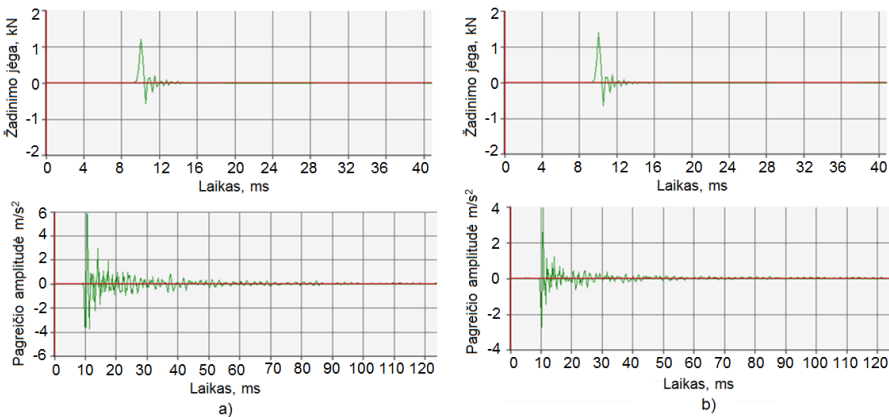 Žadinimo jėga, kN
2
1
0
-1
-2
0 4 8 12 16 20 24 28 32 36 40
Laikas, ms
Pagreičio amplitudė m/s²
6
4
2
0
-2
-4
-6
0 10 20 30 40 50 60 70 80 90 100 110 120
Laikas, ms
a)
Žadinimo jėga, kN
2
1
0
-1
-2
0 4 8 12 16 20 24 28 32 36 40
Laikas, ms
Pagreičio amplitudė m/s²
4
2
0
-2
-4
0 10 20 30 40 50 60 70 80 90 100 110 120
Laikas, ms
b)